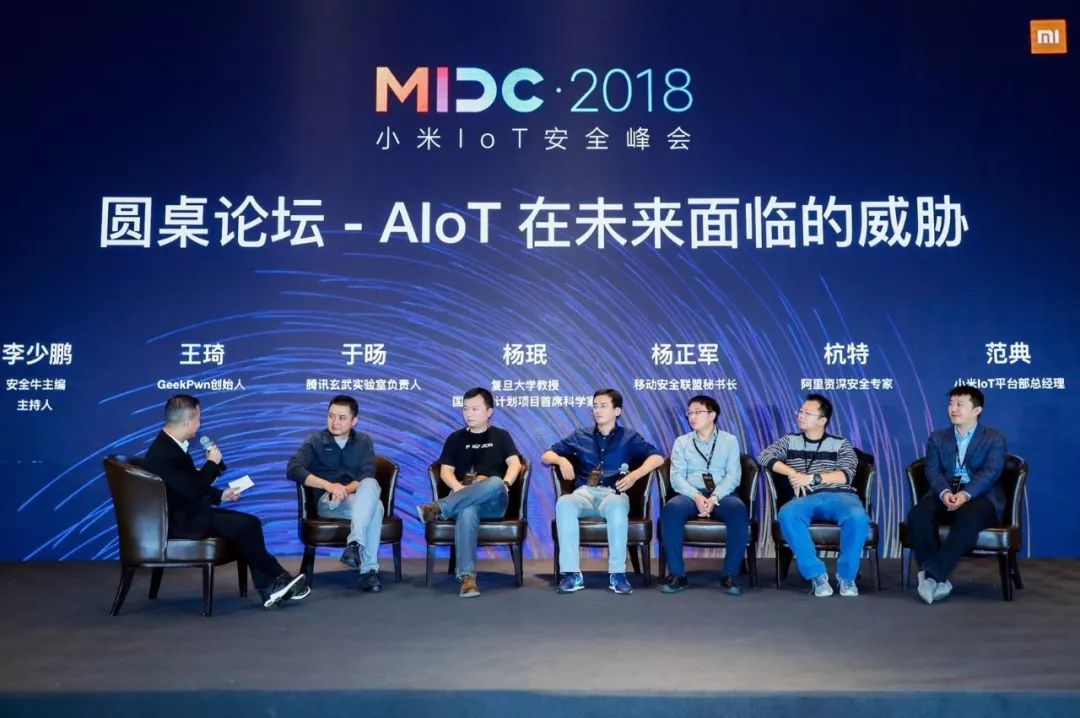 MIDC·2018
小米IoT安全峰会
圆桌论坛 - AIoT 在未来面临的威胁
李少鹏
安全牛主编
主持人
王琦
GeekPwn创始人
于旸
腾讯玄武实验室负责人
杨珉
复旦大学教授
计划项目首席科学家
杨正军
移动安全联盟秘书长
杭特
阿里资深安全专家
范典
小米IoT平台部总经理